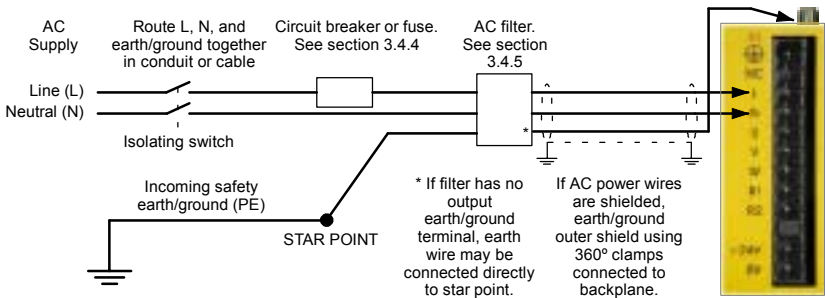 AC
Supply
Route L, N, and
earth/ground together
in conduit or cable
Circuit breaker or fuse.
See section 3.4.4
AC filter.
See section
3.4.5
Line (L)
Neutral (N)
Isolating switch
*
Incoming safety
earth/ground (PE)
STAR POINT
* If filter has no
output
earth/ground
terminal, earth
wire may be
connected directly
to star point.
If AC power wires
are shielded,
earth/ground
outer shield using
360º clamps
connected to
backplane.
NC
L
N
U
V
W
R1
R2